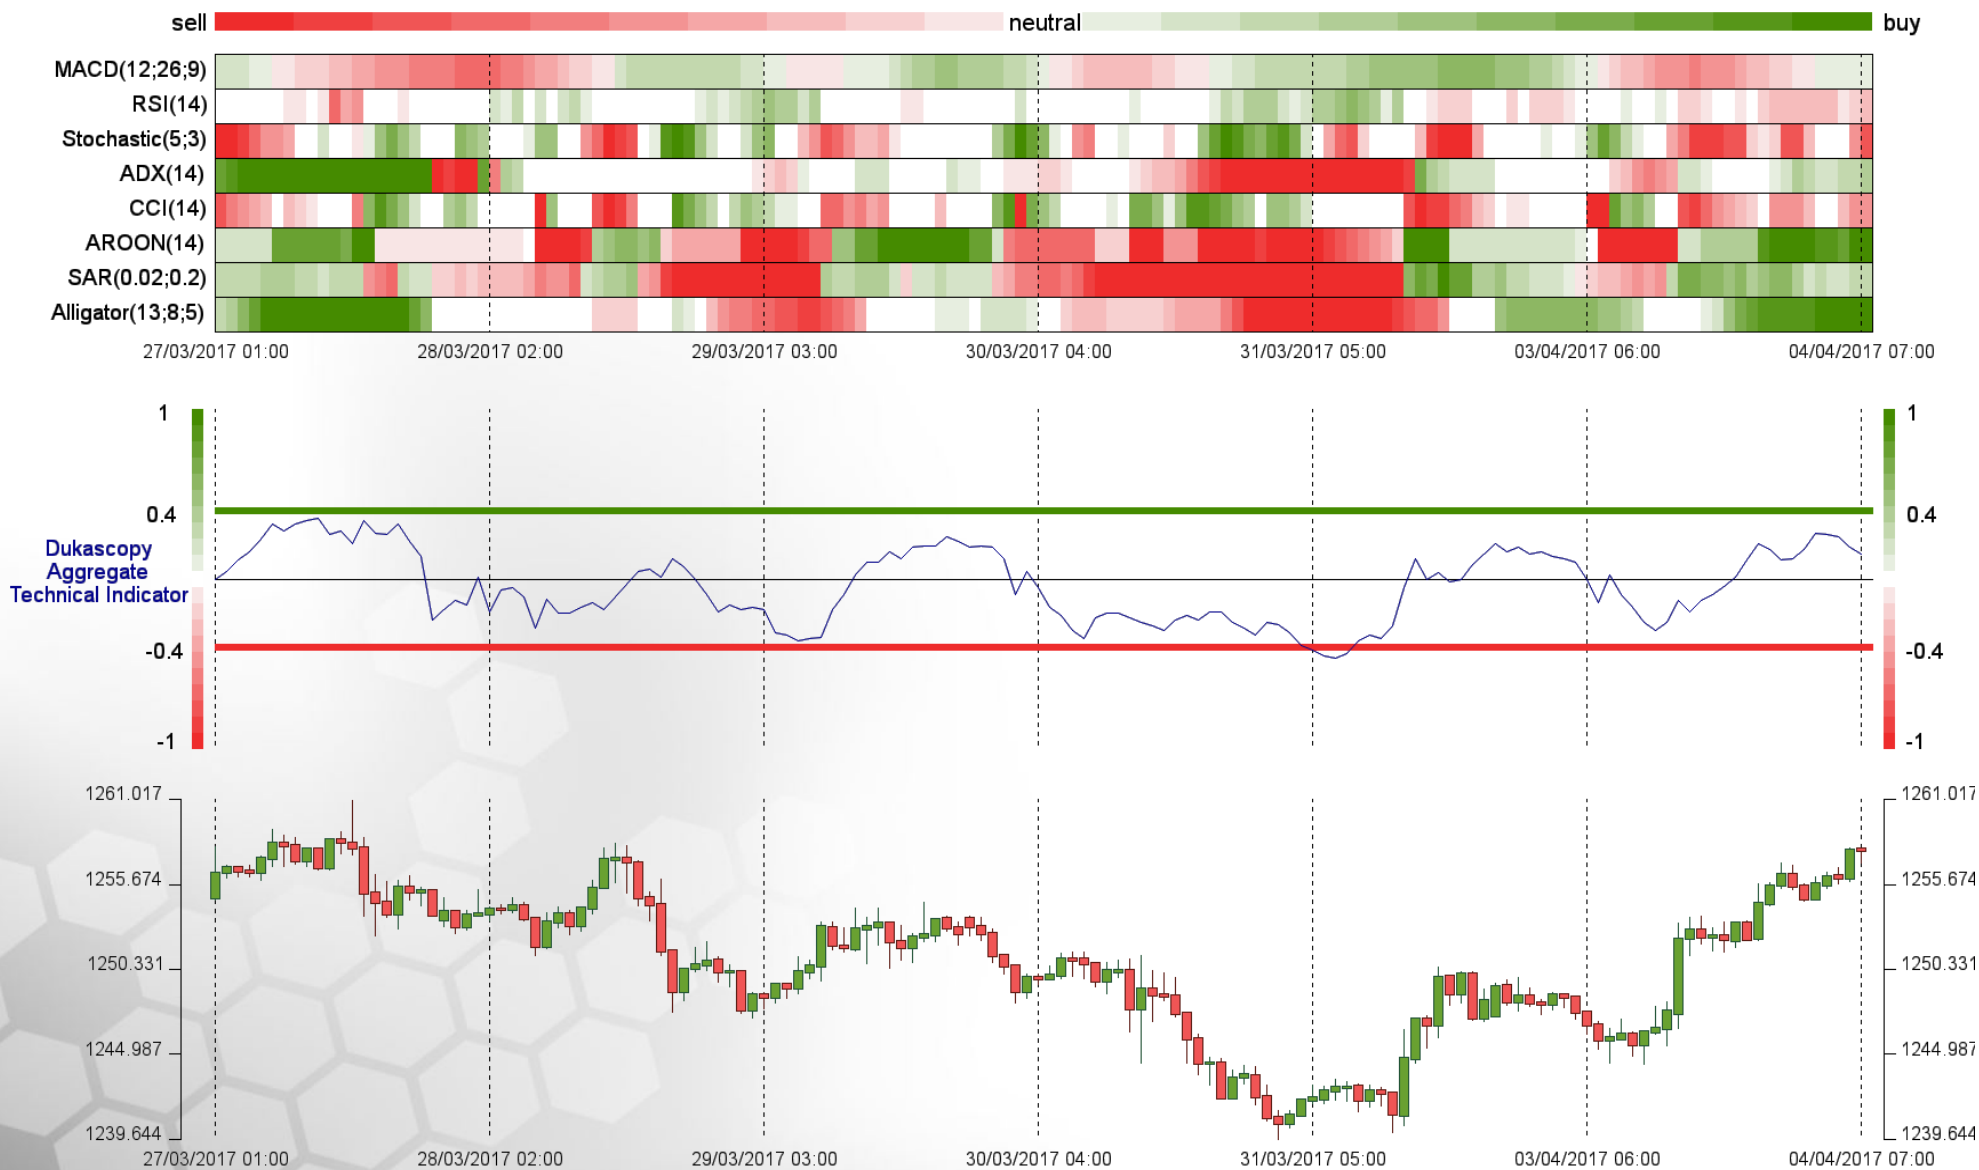 sell neutral buy
MACD(12;26;9)
RSI(14)
Stochastic(5;3)
ADX(14)
CCI(14)
AROON(14)
SAR(0.02;0.2)
Alligator(13;8;5)
27/03/2017 01:00 28/03/2017 02:00 29/03/2017 03:00 30/03/2017 04:00 31/03/2017 05:00 03/04/2017 06:00 04/04/2017 07:00
1 1
0.4 0.4
Dukascopy
Aggregate
Technical Indicator
-0.4 -0.4
-1 -1
1261.017 1261.017
1255.674 1255.674
1250.331 1250.331
1244.987 1244.987
1239.644 1239.644
27/03/2017 01:00 28/03/2017 02:00 29/03/2017 03:00 30/03/2017 04:00 31/03/2017 05:00 03/04/2017 06:00 04/04/2017 07:00